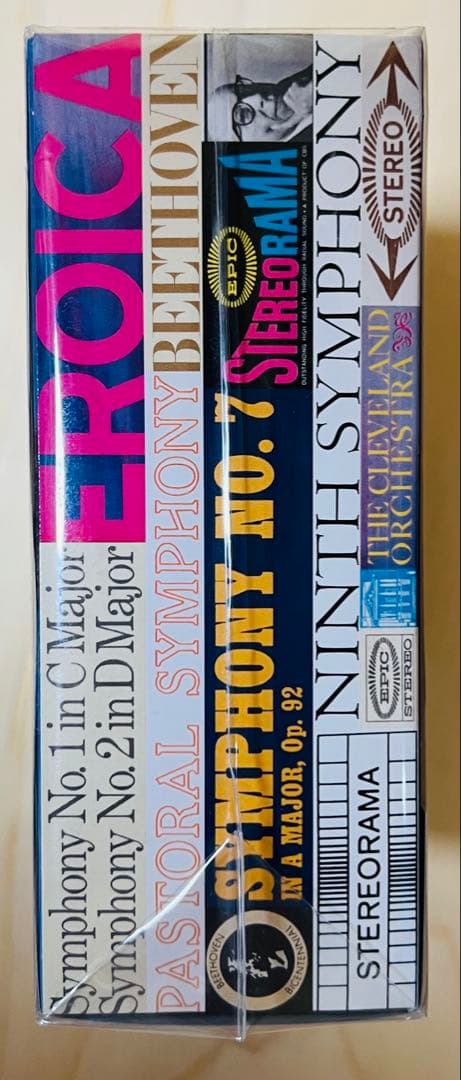 EROICA
Symphony No. 1 in C Major
Symphony No. 2 in D Major
BEETHOVEN
PASTORAL SYMPHONY
EPIC
STEREORAMA
OUTSTANDING HIGH FIDELITY THROUGH RADIAL SOUND • A PRODUCT OF CBS
SYMPHONY NO. 7
IN A MAJOR, Op. 92
BEETHOVEN
BICENTENNIAL
NINTH SYMPHONY
STEREO
THE CLEVELAND
ORCHESTRA
EPIC
STEREO
STEREORAMA